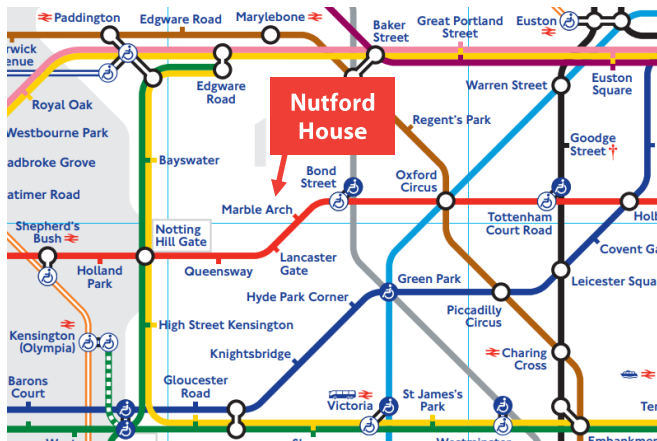 Paddington
Edgware Road
Marylebone
Baker
Street
Great Portland
Street
Euston
rwick
enue
Edgware
Road
Warren Street
Euston
Square
Royal Oak
Nutford
House
Regent's Park
Goodge
Street†
Westbourne Park
Bayswater
adbroke Grove
Bond
Street
Oxford
Circus
atimer Road
Marble Arch
Tottenham
Court Road
Holb
Shepherd's
Bush
Notting
Hill Gate
Holland
Park
Queensway
Lancaster
Gate
Covent Ga
Green Park
Leicester Squa
Hyde Park Corner
Piccadilly
Circus
High Street Kensington
Kensington
(Olympia)
Knightsbridge
Charing
Cross
Barons
Court
Gloucester
Road
Victoria
St James's
Park
Te
Embankment